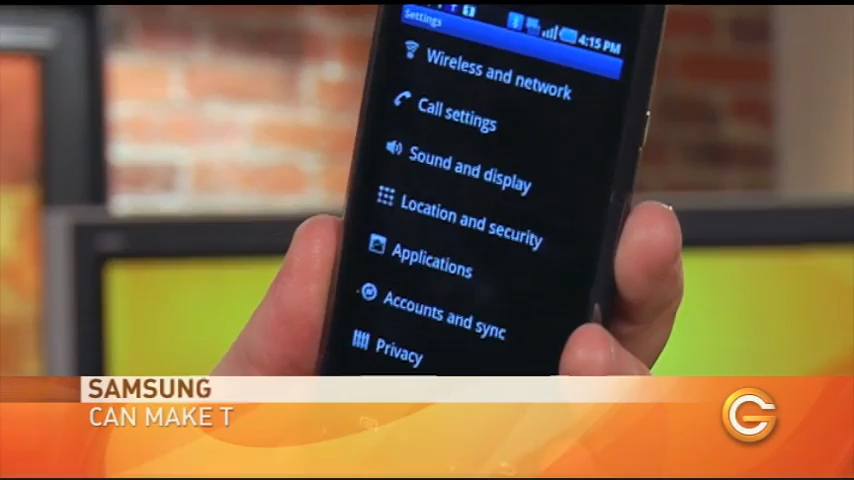 Settings
4:15 PM
Wireless and network
Call settings
Sound and display
Location and security
Applications
Accounts and sync
Privacy
SAMSUNG
CAN MAKE T
G